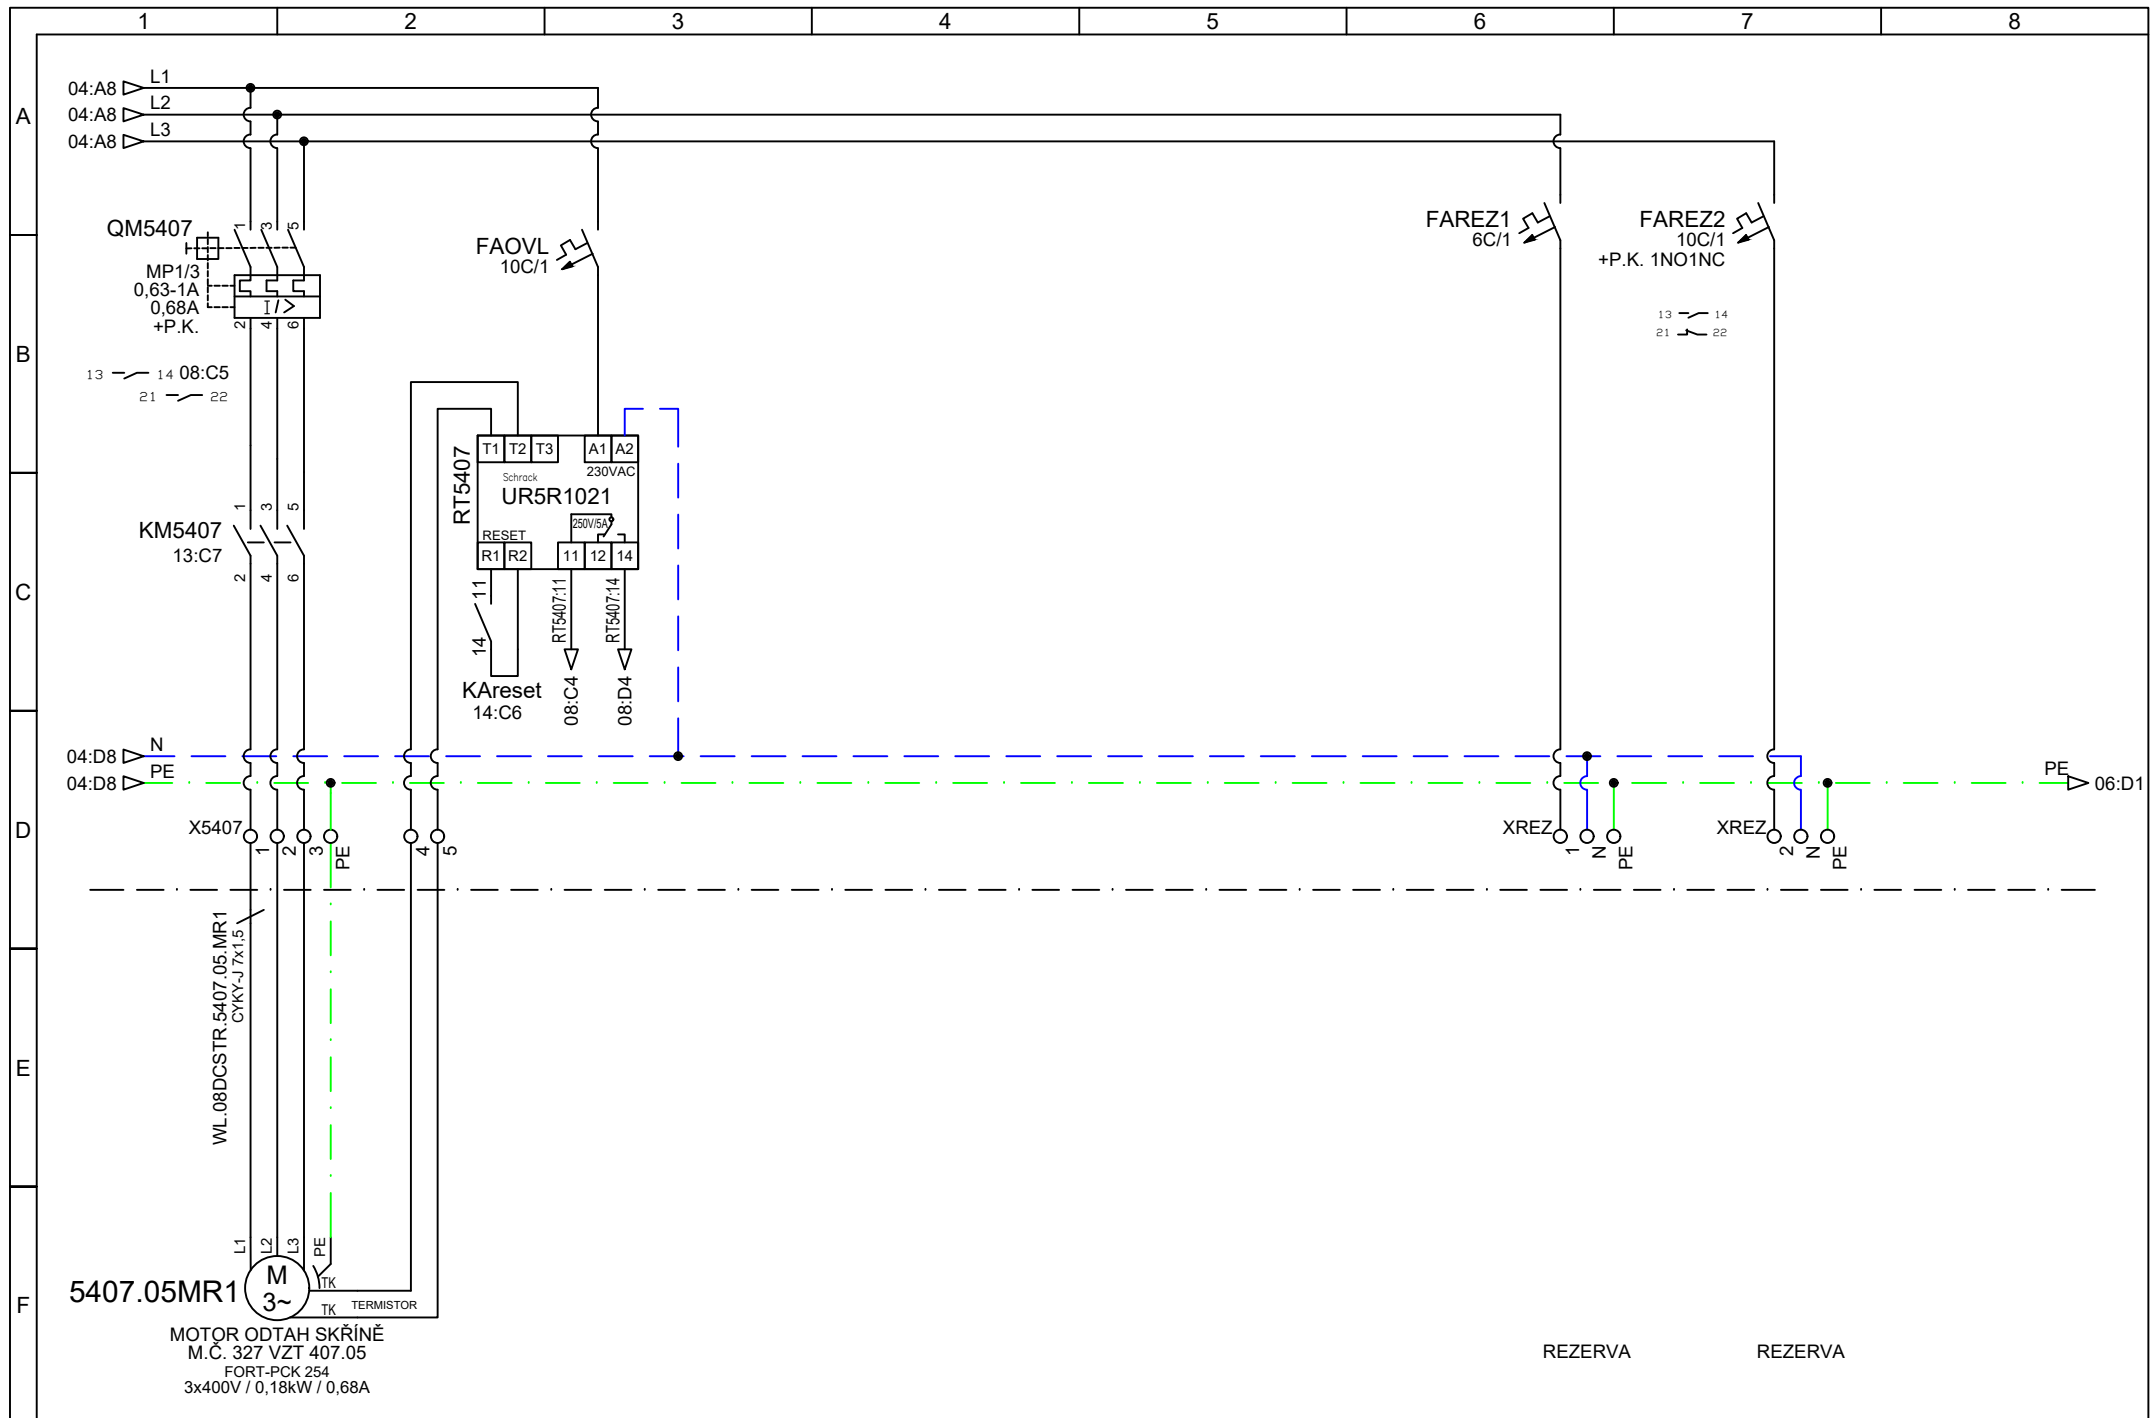 1 2 3 4 5 6 7 8
A
B
C
D
E
F
04:A8 L1
04:A8 L2
04:A8 L3
QM5407
1 3 5
MP1/3
0,63-1A
0,68A
+P.K.
I / >
2 4 6
13 14 08:C5
21 22
FAOVL
10C/1
FAREZ1
6C/1
FAREZ2
10C/1
+P.K. 1NO1NC
13 14
21 22
RT5407
T1 T2 T3 A1 A2
230VAC
Schrack
UR5R1021
250V/5A
RESET
R1 R2 11 12 14
KM5407
13:C7
1 3 5
2 4 6
11
14
KAreset
14:C6
RT5407:11
08:C4
RT5407:14
08:D4
04:D8 N
04:D8 PE
PE 06:D1
X5407
1 2 3 PE 4 5
XREZ
1 N PE
XREZ
2 N PE
WL.08DCSTR.5407.05.MR1
CYKY-J 7x1,5
L1 L2 L3 PE
5407.05MR1
M
3~
TK
TK TERMISTOR
MOTOR ODTAH SKŘÍNĚ
M.Č. 327 VZT 407.05
FORT-PCK 254
3x400V / 0,18kW / 0,68A
REZERVA
REZERVA